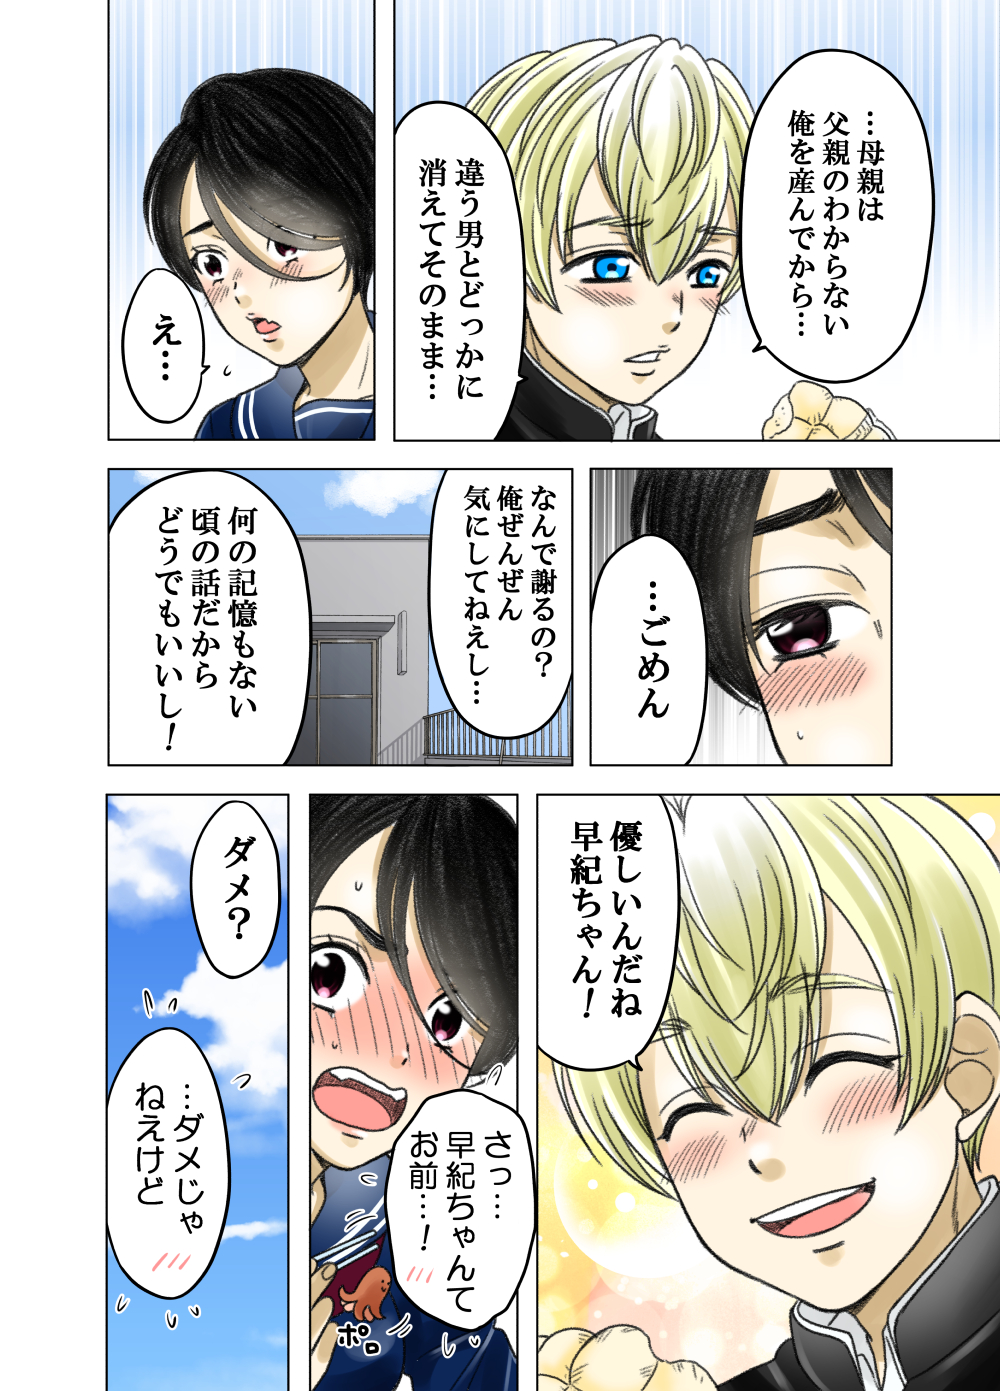 …母親は
父親のわからない
俺を産んでから…
違う男とどっかに
消えてそのまま…
え…
…ごめん
なんで謝るの？
俺ぜんぜん
気にしてねえし…
何の記憶もない
頃の話だから
どうでもいいし！
優しいんだね
早紀ちゃん！
さっ…
早紀ちゃんて
お前…！
ポロ
ダメ？
…ダメじゃ
ねえけど